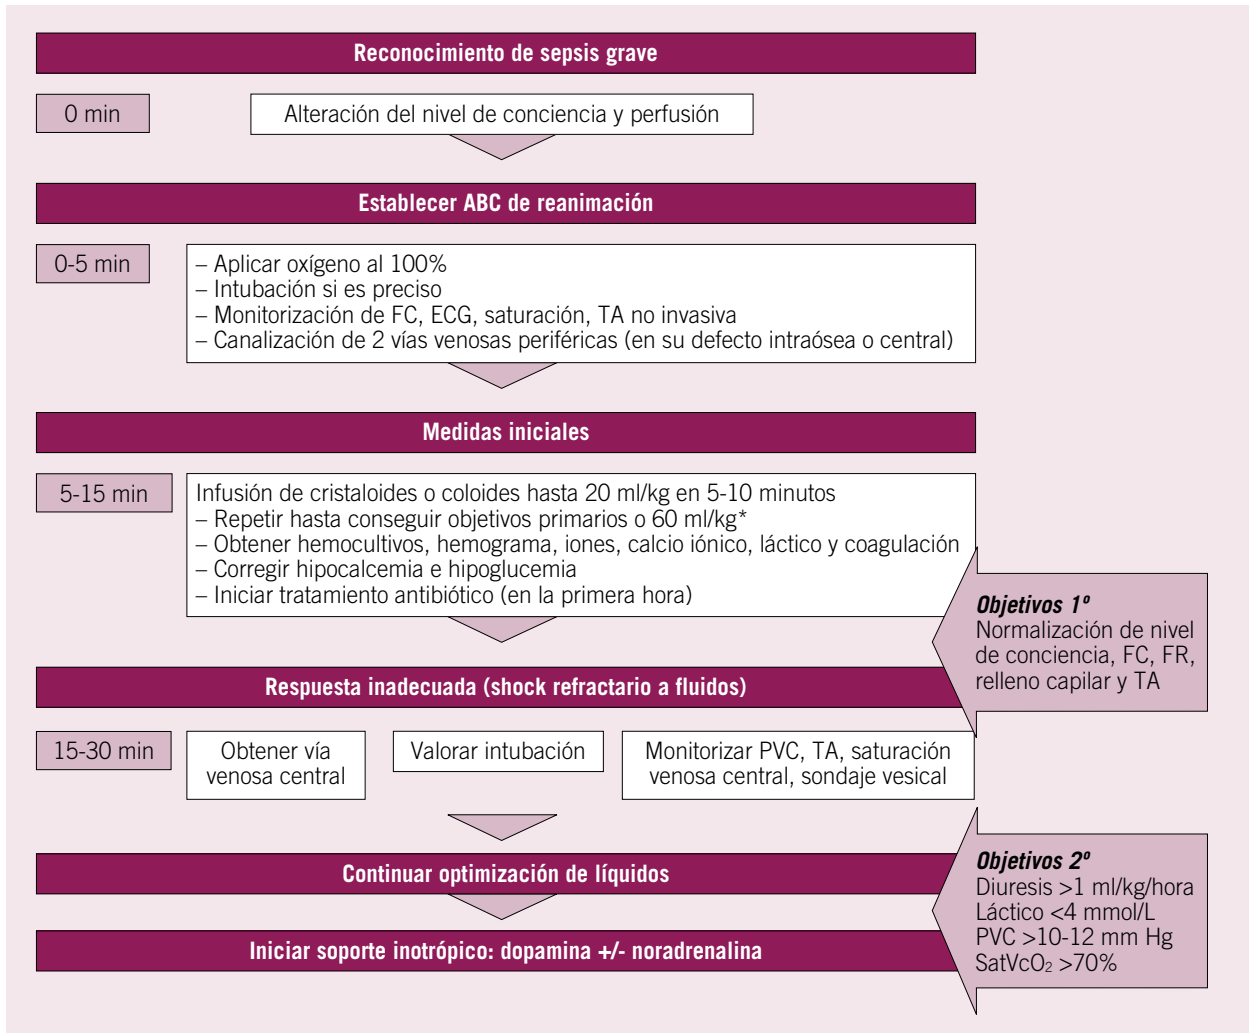 Reconocimiento de sepsis grave
0 min
Alteración del nivel de conciencia y perfusión
Establecer ABC de reanimación
0-5 min
– Aplicar oxígeno al 100%
– Intubación si es preciso
– Monitorización de FC, ECG, saturación, TA no invasiva
– Canalización de 2 vías venosas periféricas (en su defecto intraósea o central)
Medidas iniciales
5-15 min
Infusión de cristaloides o coloides hasta 20 ml/kg en 5-10 minutos
– Repetir hasta conseguir objetivos primarios o 60 ml/kg*
– Obtener hemocultivos, hemograma, iones, calcio iónico, láctico y coagulación
– Corregir hipocalcemia e hipoglucemia
– Iniciar tratamiento antibiótico (en la primera hora)
Objetivos 1º
Normalización de nivel
de conciencia, FC, FR,
relleno capilar y TA
Respuesta inadecuada (shock refractario a fluidos)
15-30 min
Obtener vía
venosa central
Valorar intubación
Monitorizar PVC, TA, saturación
venosa central, sondaje vesical
Continuar optimización de líquidos
Objetivos 2º
Diuresis >1 ml/kg/hora
Láctico <4 mmol/L
PVC >10-12 mm Hg
SatVcO₂ >70%
Iniciar soporte inotrópico: dopamina +/- noradrenalina